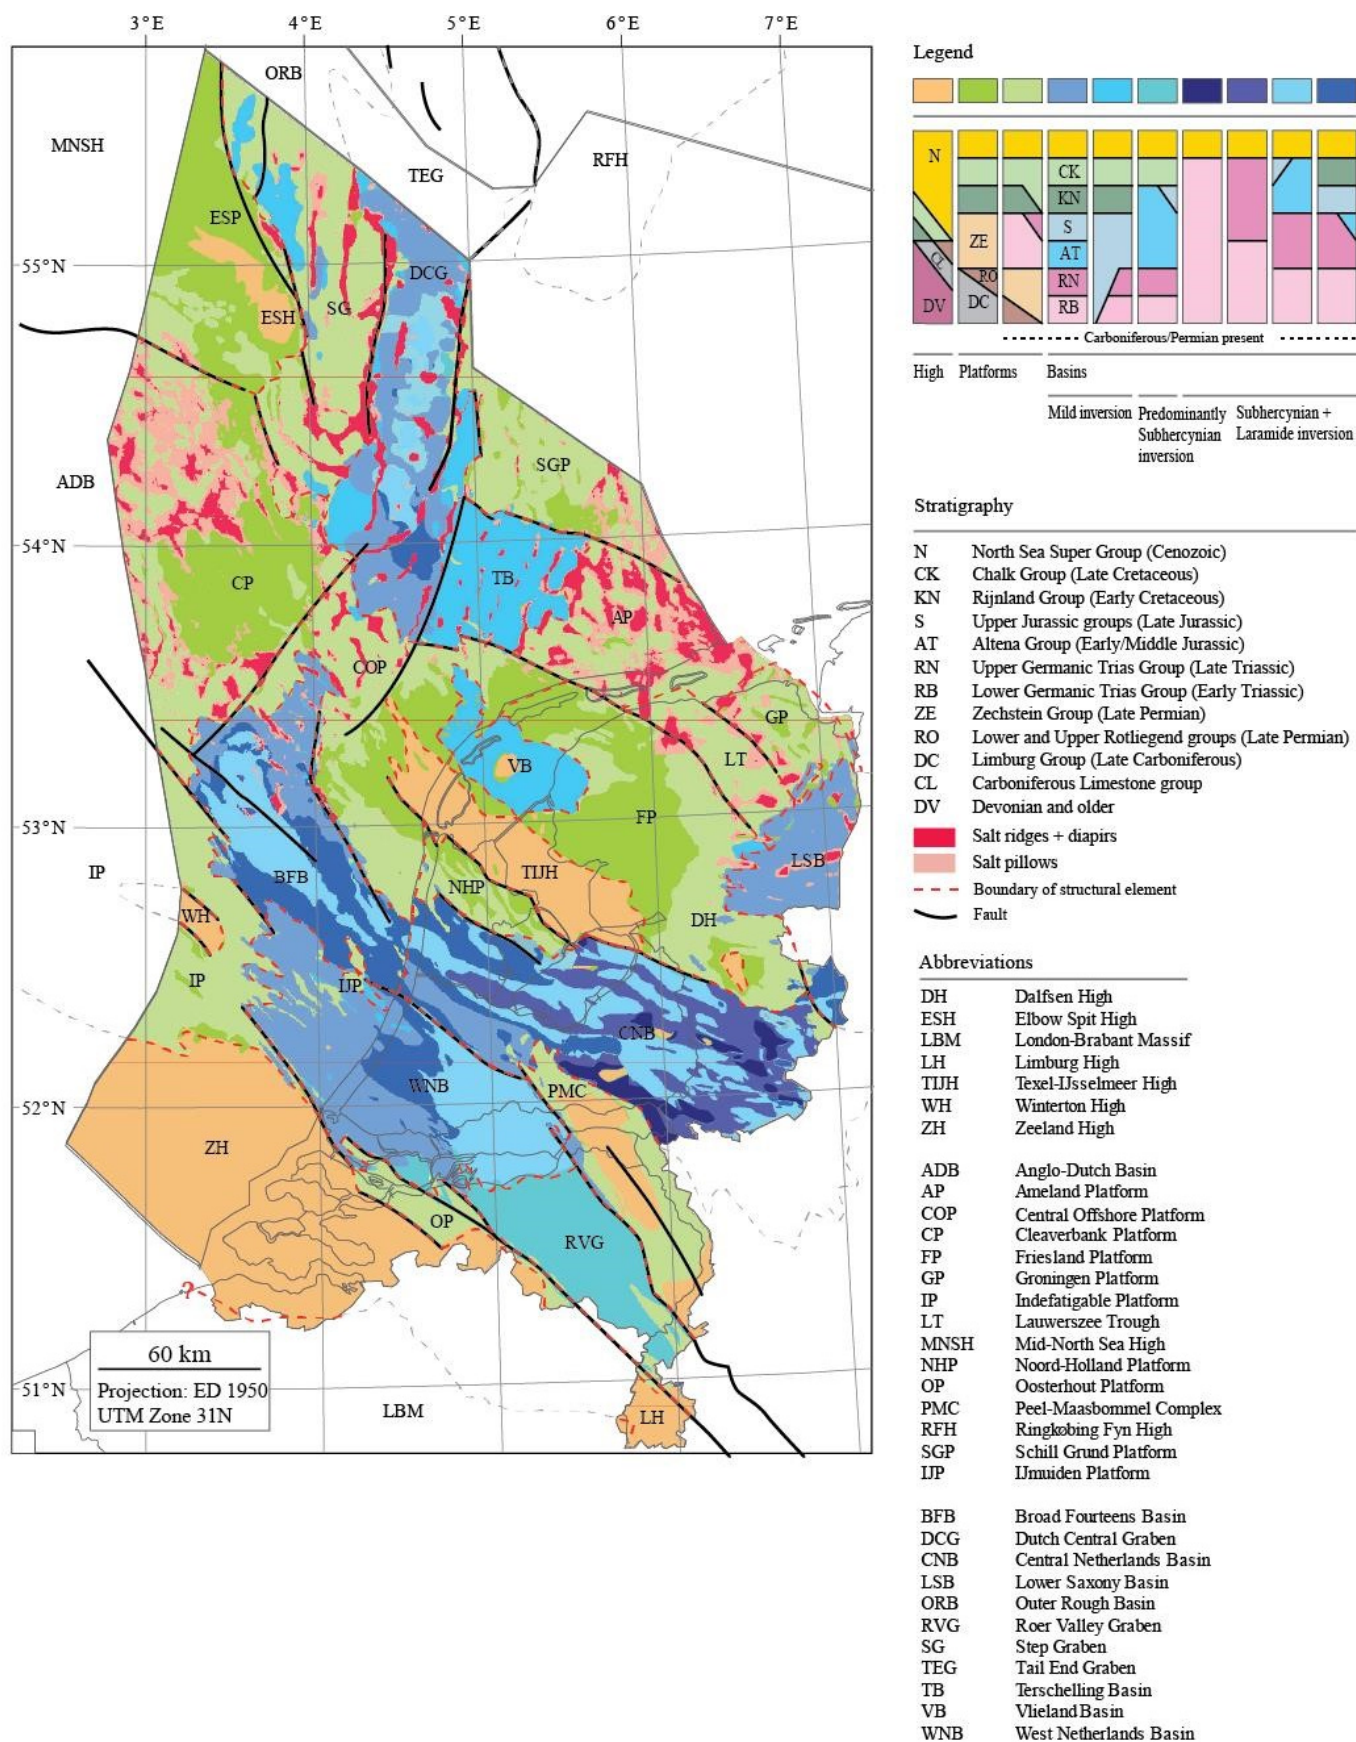 3°E 4°E 5°E 6°E 7°E
ORB
MNSH
TEG
RFH
ESP
55°N
DCG
SG
ESH
ADB
SGP
54°N
CP
TB
AP
COP
GP
LT
VB
53°N
FP
IP
BFB
NHP
TIJH
LSB
WH
DH
IP
IJP
CNB
WNB
PMC
52°N
ZH
OP
RVG
?
60 km
Projection: ED 1950
UTM Zone 31N
51°N
LBM
LH
Legend
N
CK
KN
S
ZE
AT
CL
RO
RN
DV
DC
RB
Carboniferous/Permian present
High Platforms Basins
Mild inversion
Predominantly
Subhercynian
inversion
Subhercynian +
Laramide inversion
Stratigraphy
N North Sea Super Group (Cenozoic)
CK Chalk Group (Late Cretaceous)
KN Rijnland Group (Early Cretaceous)
S Upper Jurassic groups (Late Jurassic)
AT Altena Group (Early/Middle Jurassic)
RN Upper Germanic Trias Group (Late Triassic)
RB Lower Germanic Trias Group (Early Triassic)
ZE Zechstein Group (Late Permian)
RO Lower and Upper Rotliegend groups (Late Permian)
DC Limburg Group (Late Carboniferous)
CL Carboniferous Limestone group
DV Devonian and older
Salt ridges + diapirs
Salt pillows
Boundary of structural element
Fault
Abbreviations
DH Dalfsen High
ESH Elbow Spit High
LBM London-Brabant Massif
LH Limburg High
TIJH Texel-IJsselmeer High
WH Winterton High
ZH Zeeland High
ADB Anglo-Dutch Basin
AP Ameland Platform
COP Central Offshore Platform
CP Cleaverbank Platform
FP Friesland Platform
GP Groningen Platform
IP Indefatigable Platform
LT Lauwerszee Trough
MNSH Mid-North Sea High
NHP Noord-Holland Platform
OP Oosterhout Platform
PMC Peel-Maasbommel Complex
RFH Ringkøbing Fyn High
SGP Schill Grund Platform
IJP IJmuiden Platform
BFB Broad Fourteens Basin
DCG Dutch Central Graben
CNB Central Netherlands Basin
LSB Lower Saxony Basin
ORB Outer Rough Basin
RVG Roer Valley Graben
SG Step Graben
TEG Tail End Graben
TB Terschelling Basin
VB Vlieland Basin
WNB West Netherlands Basin